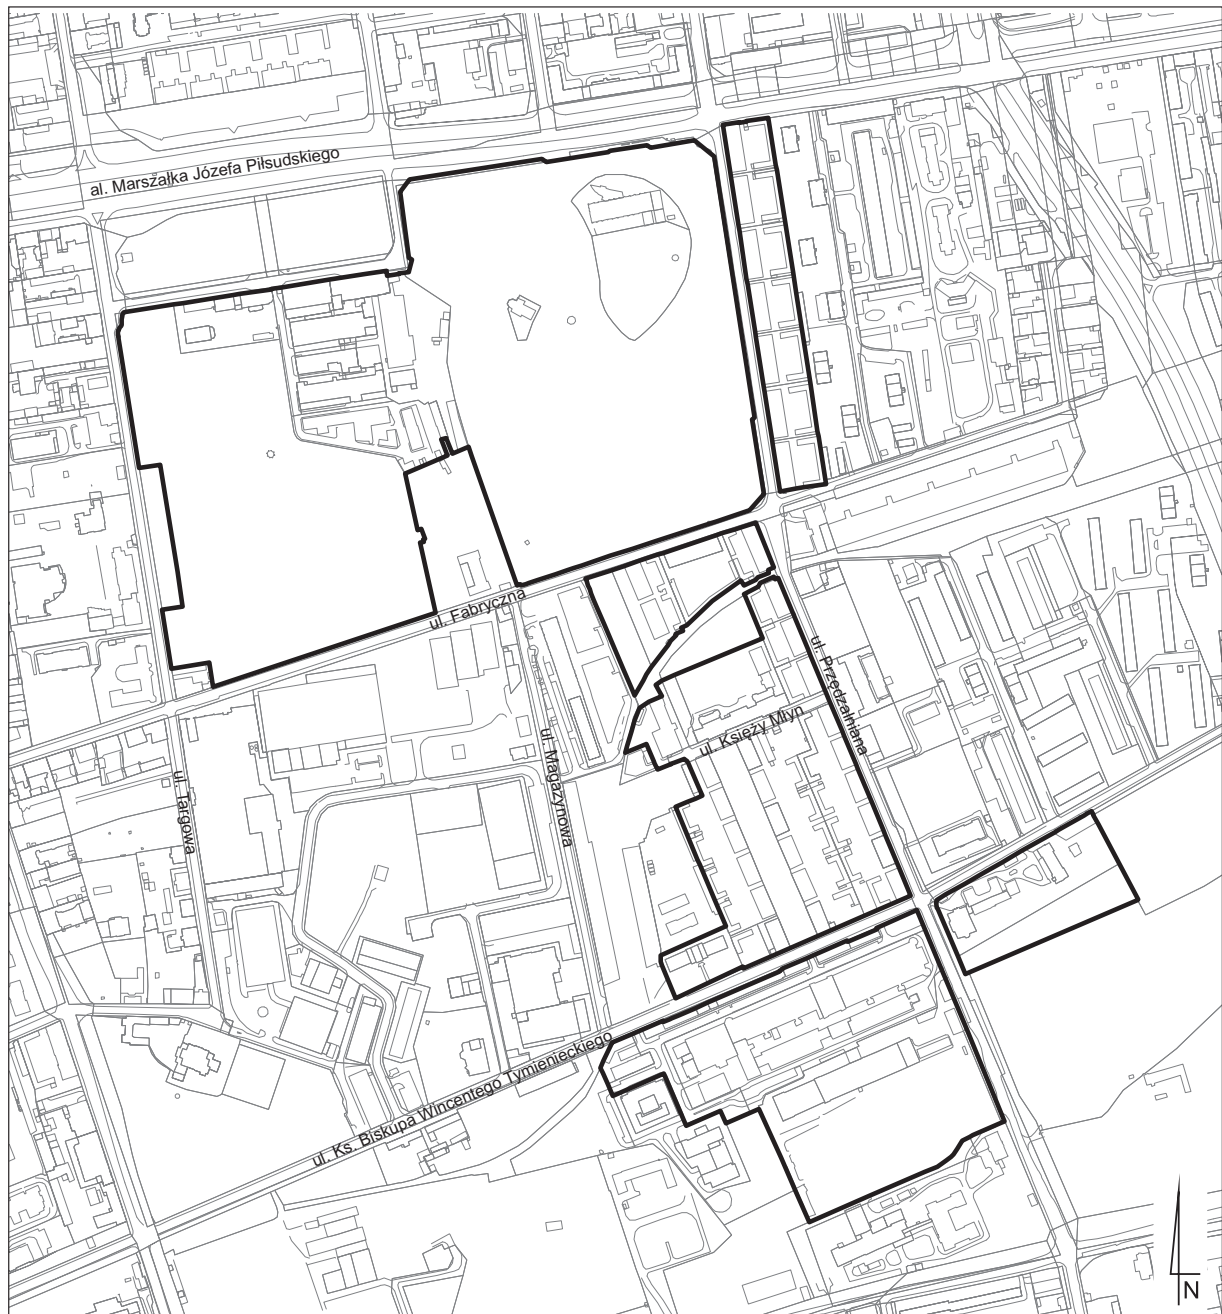 al. Marszałka Józefa Piłsudskiego
ul. Fabryczna
ul. Przędzalniana
ul. Księży Młyn
ul. Magazynowa
ul. Targowa
ul. Ks. Biskupa Wincentego Tymienieckiego
N